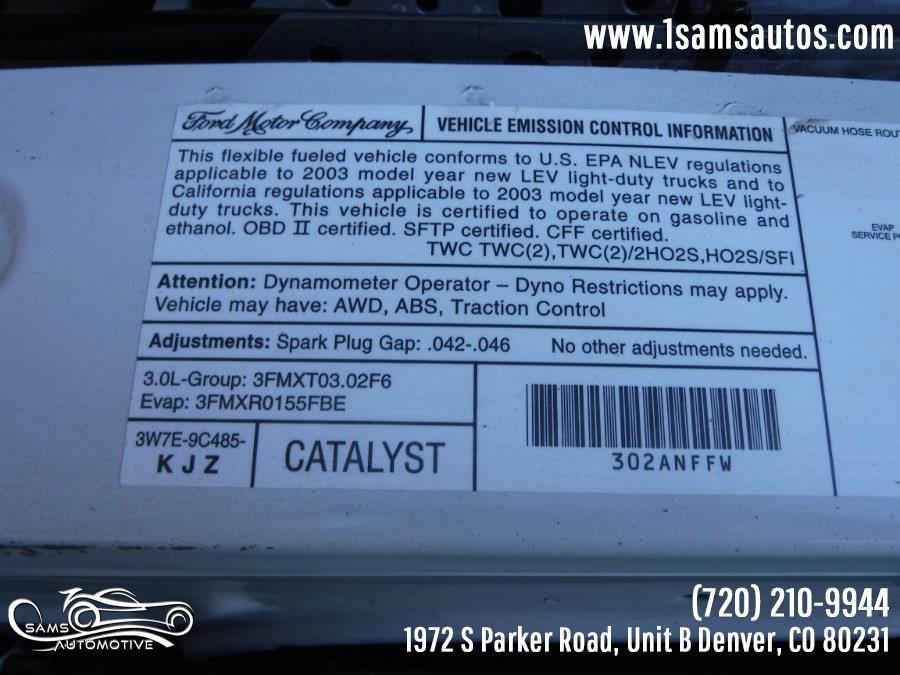 www.1samsautos.com
Ford Motor Company
VEHICLE EMISSION CONTROL INFORMATION
VACUUM HOSE
This flexible fueled vehicle conforms to U.S. EPA NLEV regulations
applicable to 2003 model year new LEV light-duty trucks and to
California regulations applicable to 2003 model year new LEV light-
duty trucks. This vehicle is certified to operate on gasoline and
ethanol. OBD II certified. SFTP certified. CFF certified.
TWC TWC(2),TWC(2)/2HO2S,HO2S/SFI
EVAP
SERVICE
Attention: Dynamometer Operator – Dyno Restrictions may apply.
Vehicle may have: AWD, ABS, Traction Control
Adjustments: Spark Plug Gap: .042-.046 No other adjustments needed.
3.0L-Group: 3FMXT03.02F6
Evap: 3FMXR0155FBE
3W7E-9C485-
KJZ
CATALYST
302ANFFW
SAMS
AUTOMOTIVE
(720) 210-9944
1972 S Parker Road, Unit B Denver, CO 80231